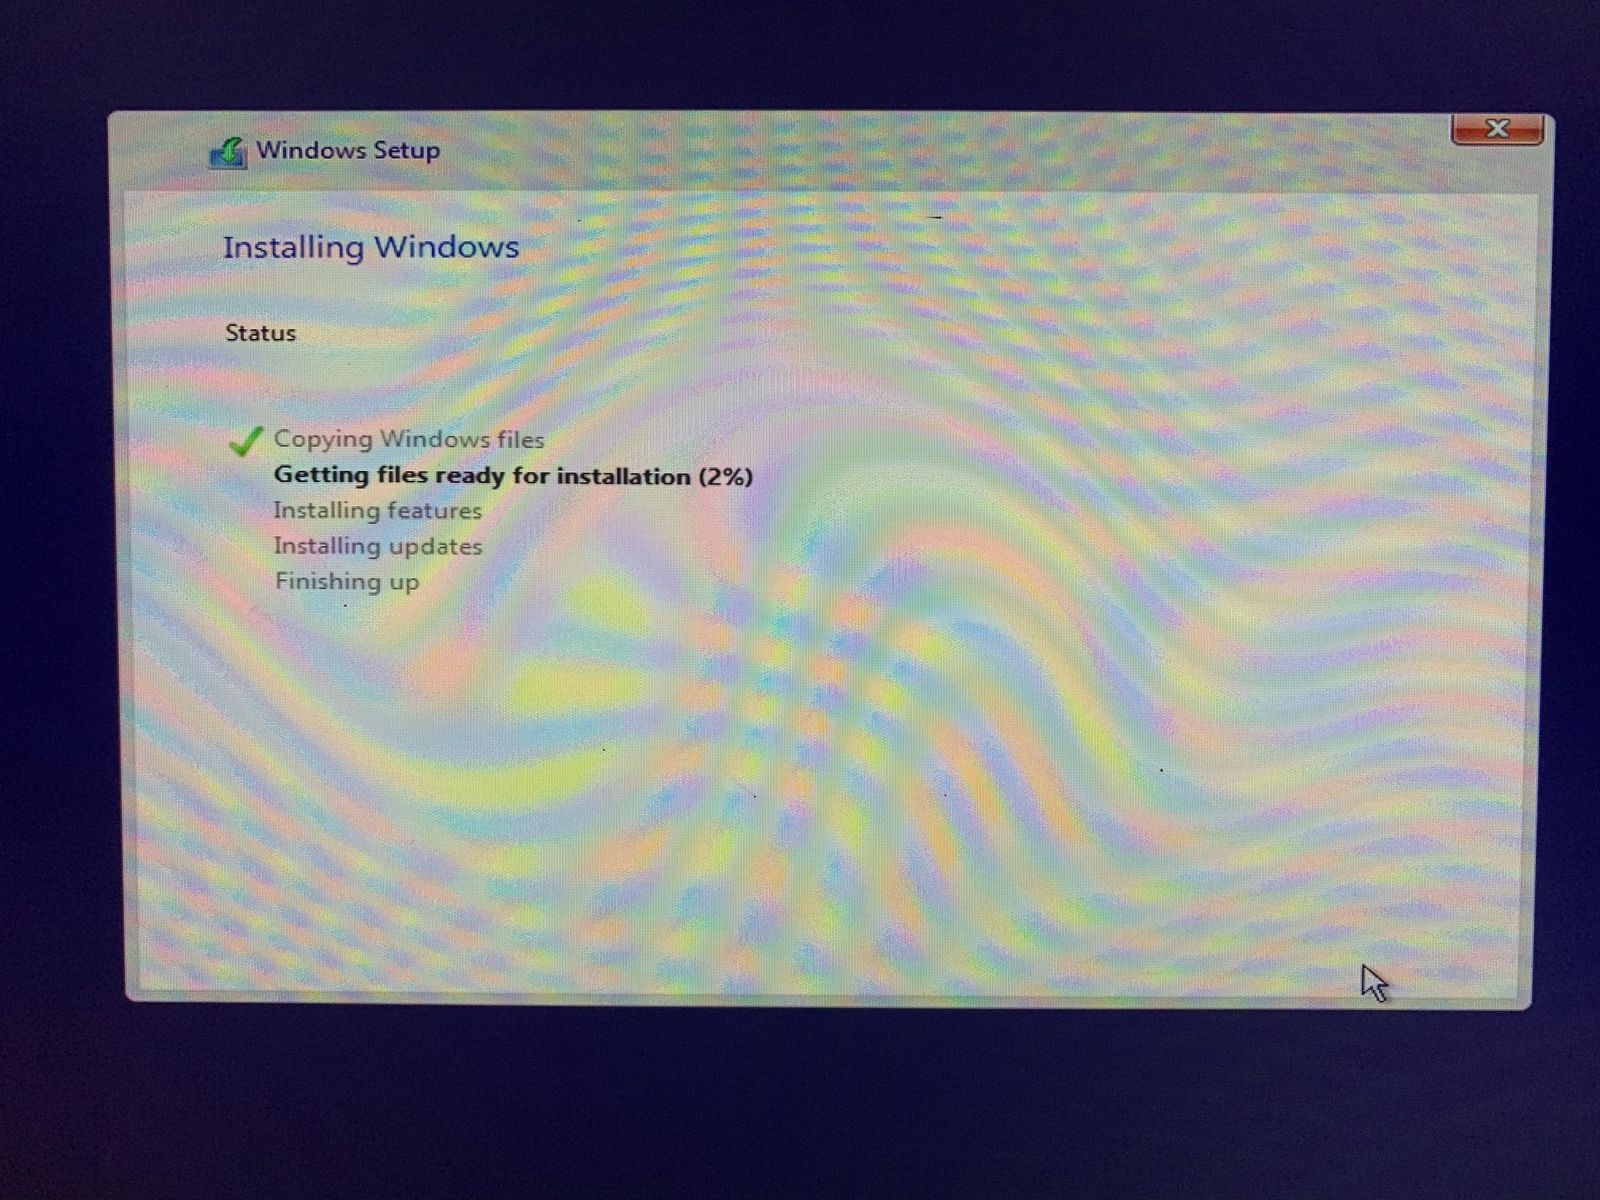 Windows Setup
Installing Windows
Status
Copying Windows files
Getting files ready for installation (2%)
Installing features
Installing updates
Finishing up